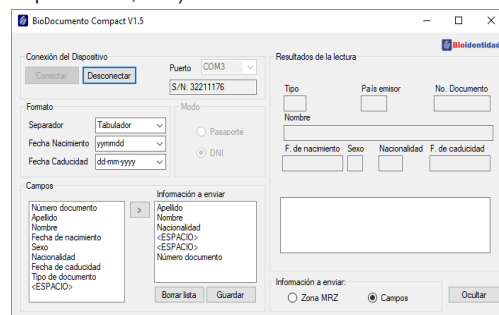 BioDocumento Compact V1.5
Bioidentidad
Conexión del Dispositivo
Conectar
Desconectar
Puerto
COM3
S/N: 32211176
Formato
Separador
Tabulador
Fecha Nacimiento
yymmdd
Fecha Caducidad
dd-mm-yyyy
Modo
Pasaporte
DNI
Campos
Número documento
Apellido
Nombre
Fecha de nacimiento
Sexo
Nacionalidad
Fecha de caducidad
Tipo de documento
<ESPACIO>
>
Información a enviar
Apellido
Nombre
Nacionalidad
<ESPACIO>
<ESPACIO>
Número documento
Borrar lista
Guardar
Resultados de la lectura
Tipo
País emisor
No. Documento
Nombre
F. de nacimiento
Sexo
Nacionalidad
F. de caducidad
Información a enviar:
Zona MRZ
Campos
Ocultar